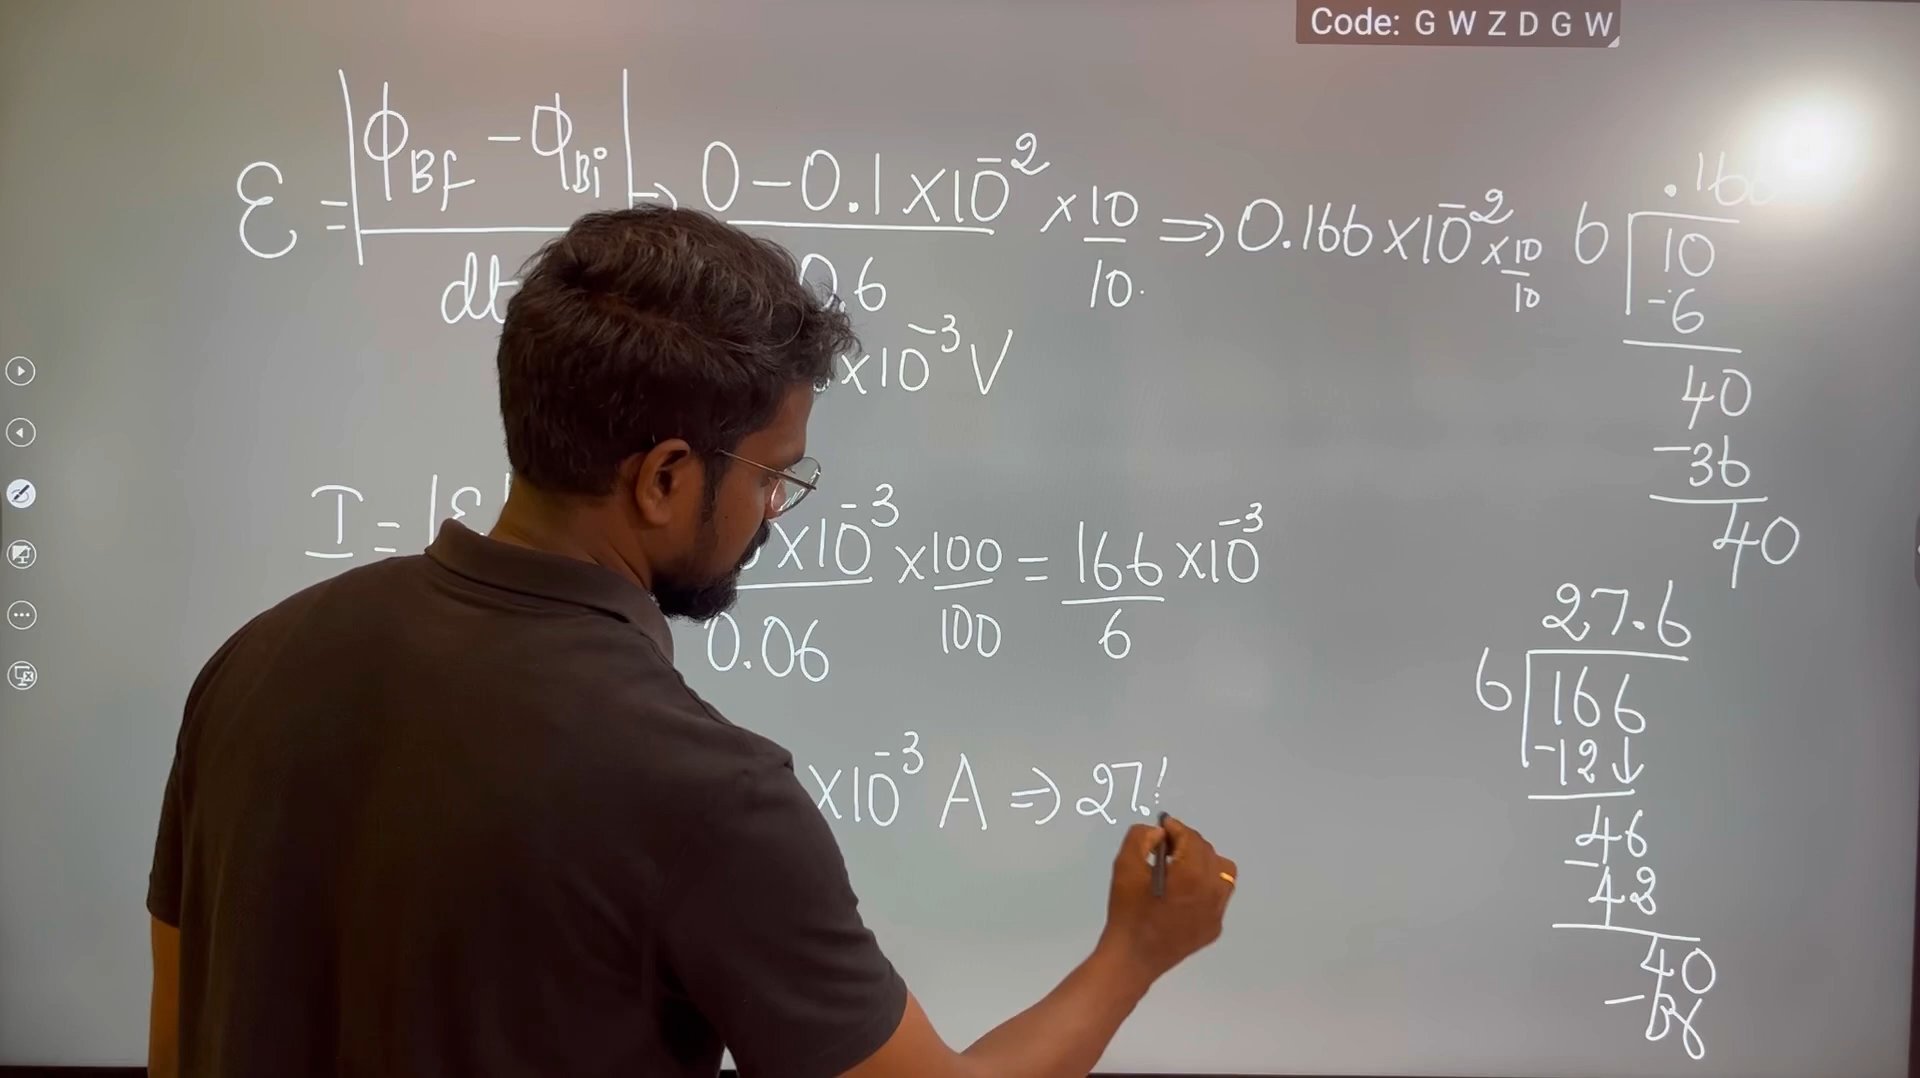 Code: G W Z D G W
ℰ = |ϕBf − ϕBi| → 0 − 0.1 × 10⁻² × 10 ⇒ 0.166 × 10⁻² × 10
dt 0.6 10 10
× 10⁻³ V
I = |ℰ| × 10⁻³ × 100 = 166 × 10⁻³
0.06 100 6
× 10⁻³ A ⇒ 27.
.166
6 10
−6
40
−36
40
27.6
6 166
−12↓
46
−42
40
−36